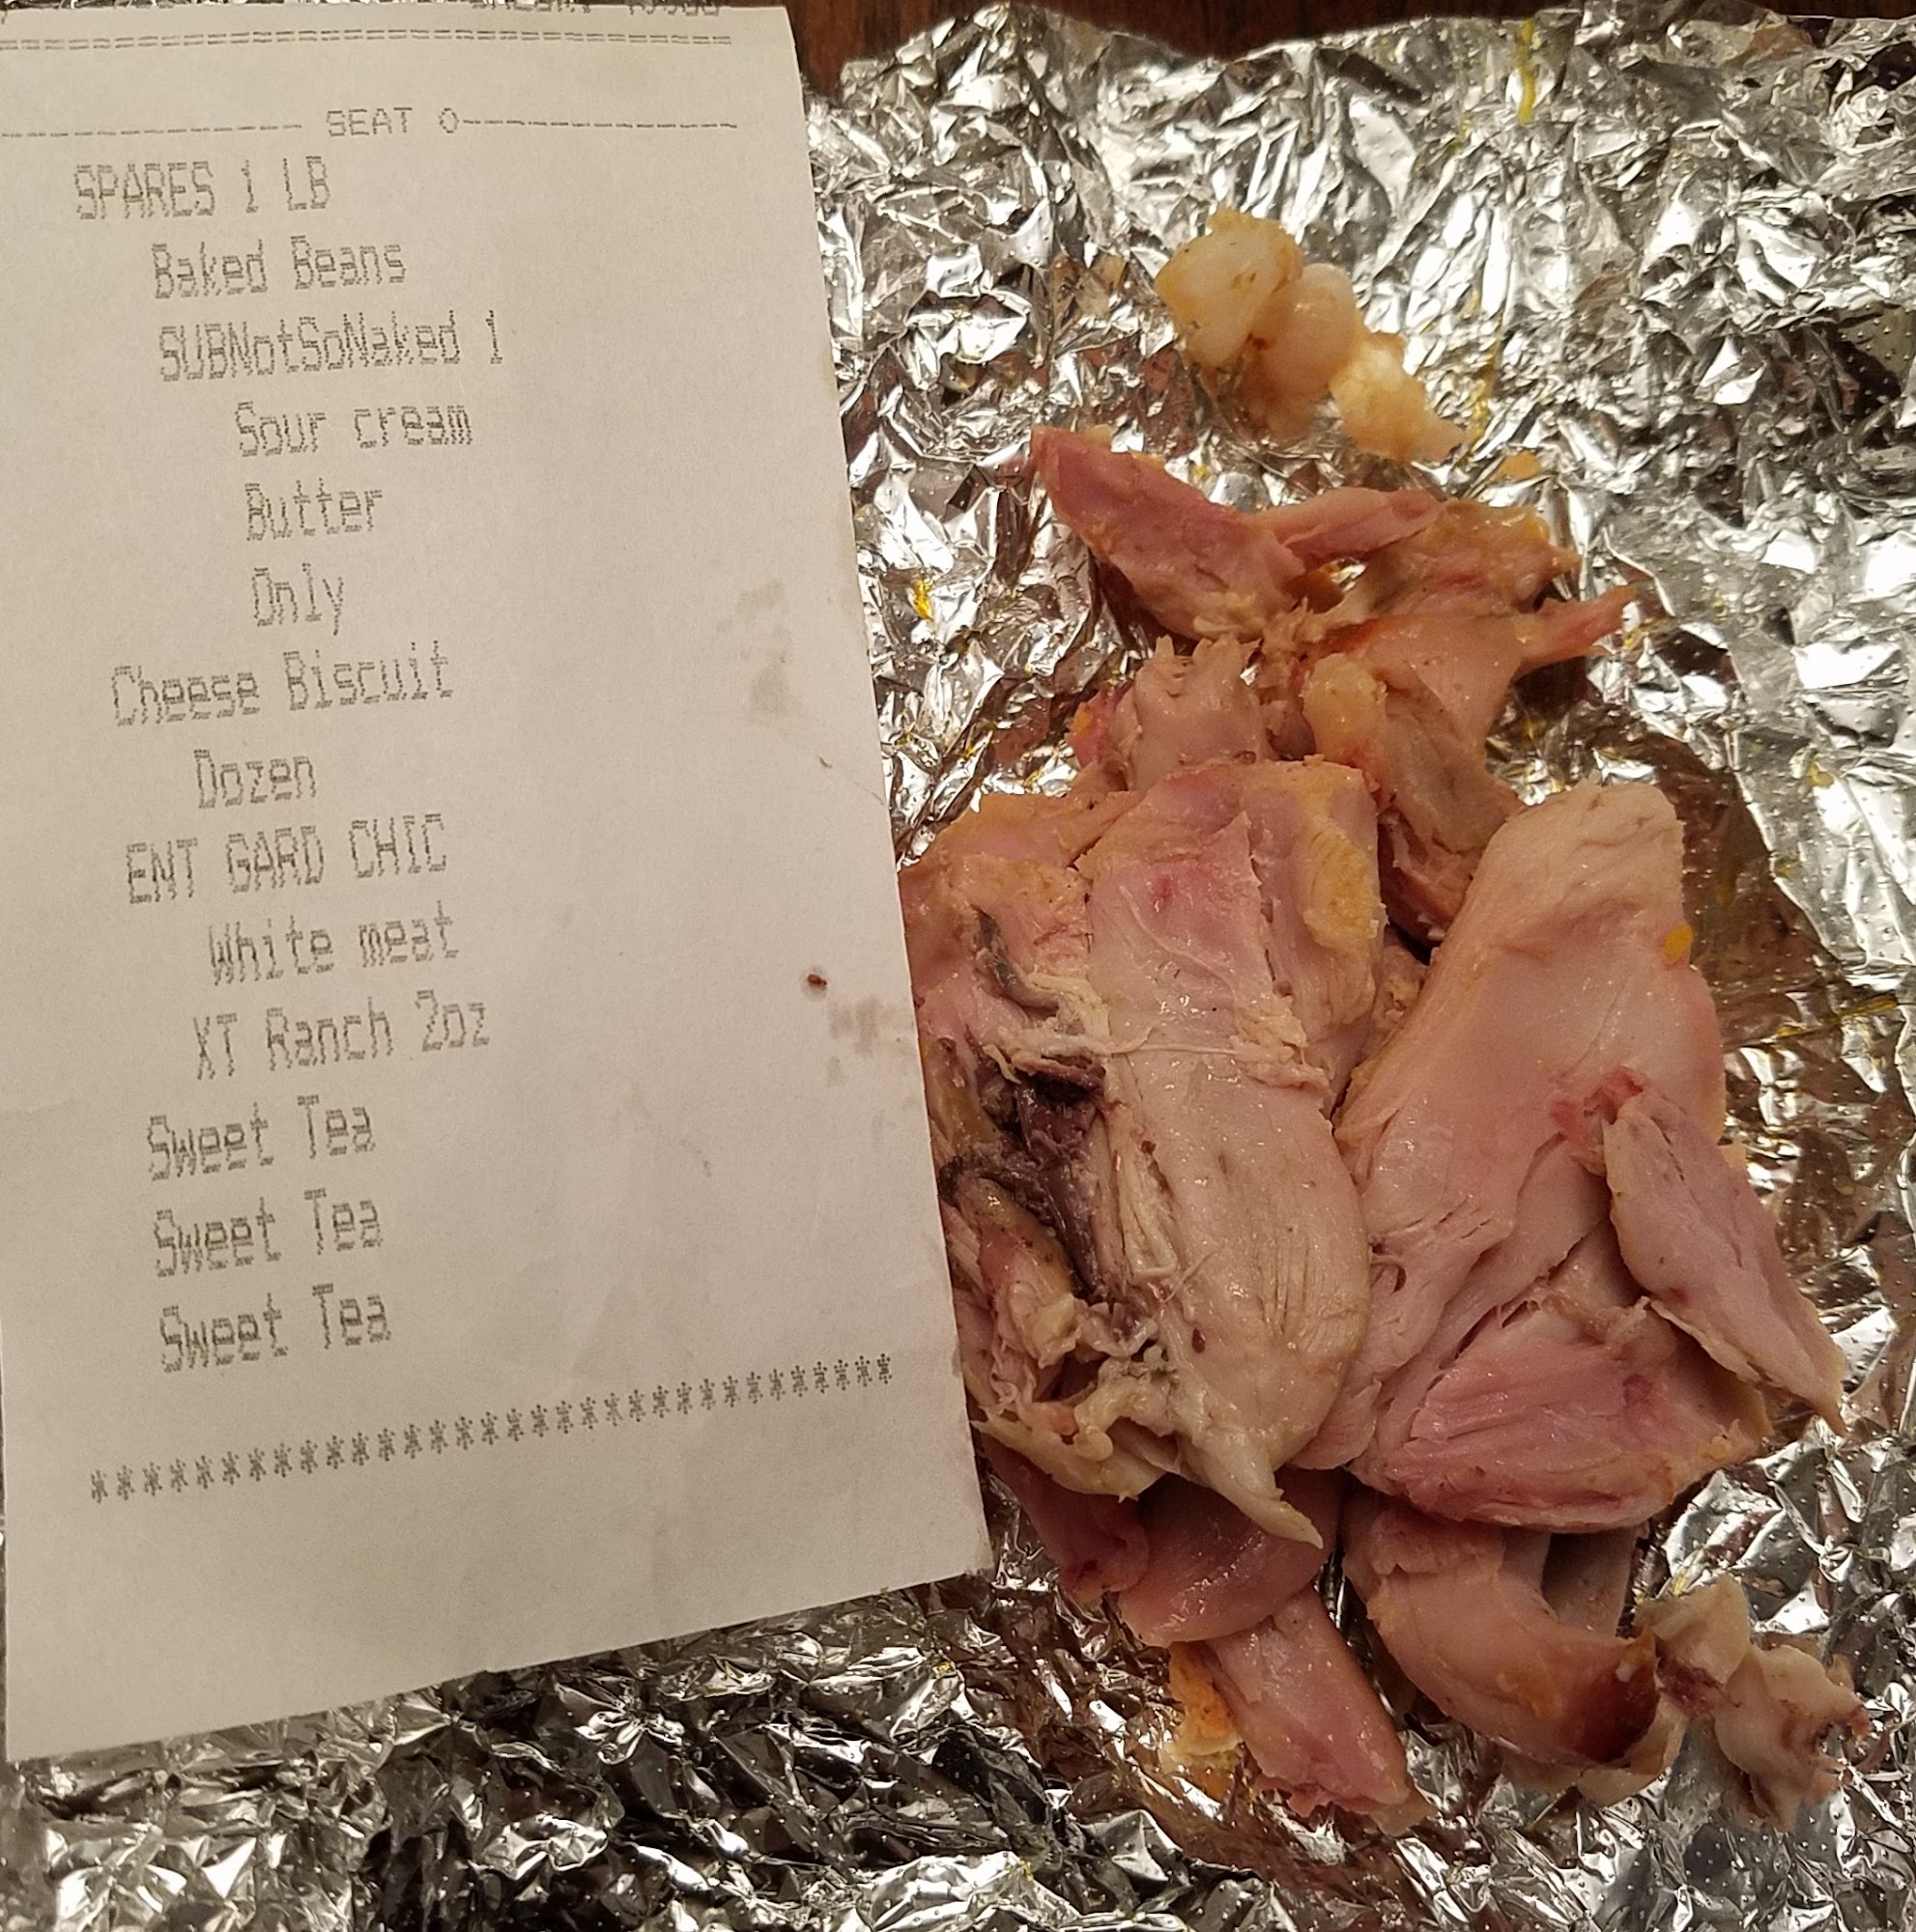 SEAT 0
SPARES 1 LB
Baked Beans
SUBNotSoNaked 1
Sour cream
Butter
Only
Cheese Biscuit
Dozen
ENT GARD CHIC
White meat
XT Ranch 2oz
Sweet Tea
Sweet Tea
Sweet Tea
*******************************